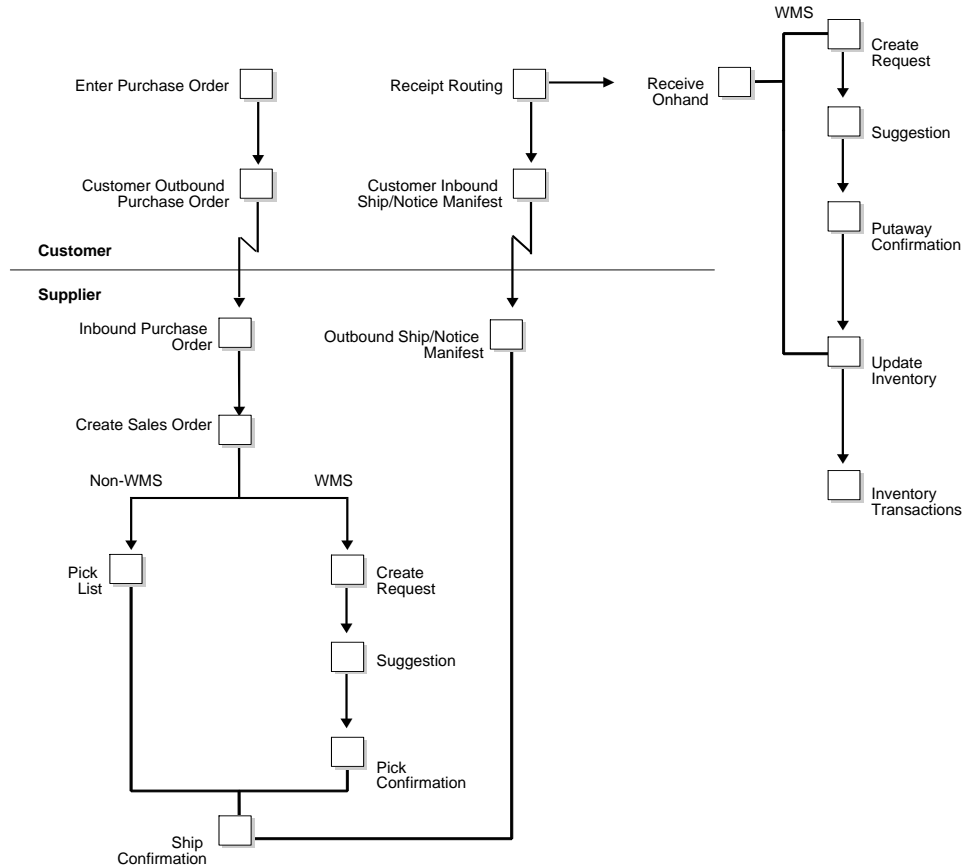 WMS
Create
Request
Enter Purchase Order
Receipt Routing
Receive
Onhand
Suggestion
Customer Outbound
Purchase Order
Customer Inbound
Ship/Notice Manifest
Putaway
Confirmation
Customer
Supplier
Inbound Purchase
Order
Outbound Ship/Notice
Manifest
Update
Inventory
Create Sales Order
Non-WMS
WMS
Inventory
Transactions
Pick
List
Create
Request
Suggestion
Pick
Confirmation
Ship
Confirmation